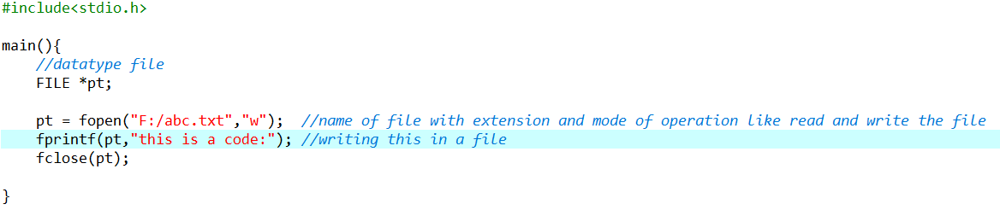 #include<stdio.h>
main(){
//datatype file
FILE *pt;
pt = fopen("F:/abc.txt","w");  //name of file with extension and mode of operation like read and write the file
fprintf(pt,"this is a code:"); //writing this in a file
fclose(pt);
}